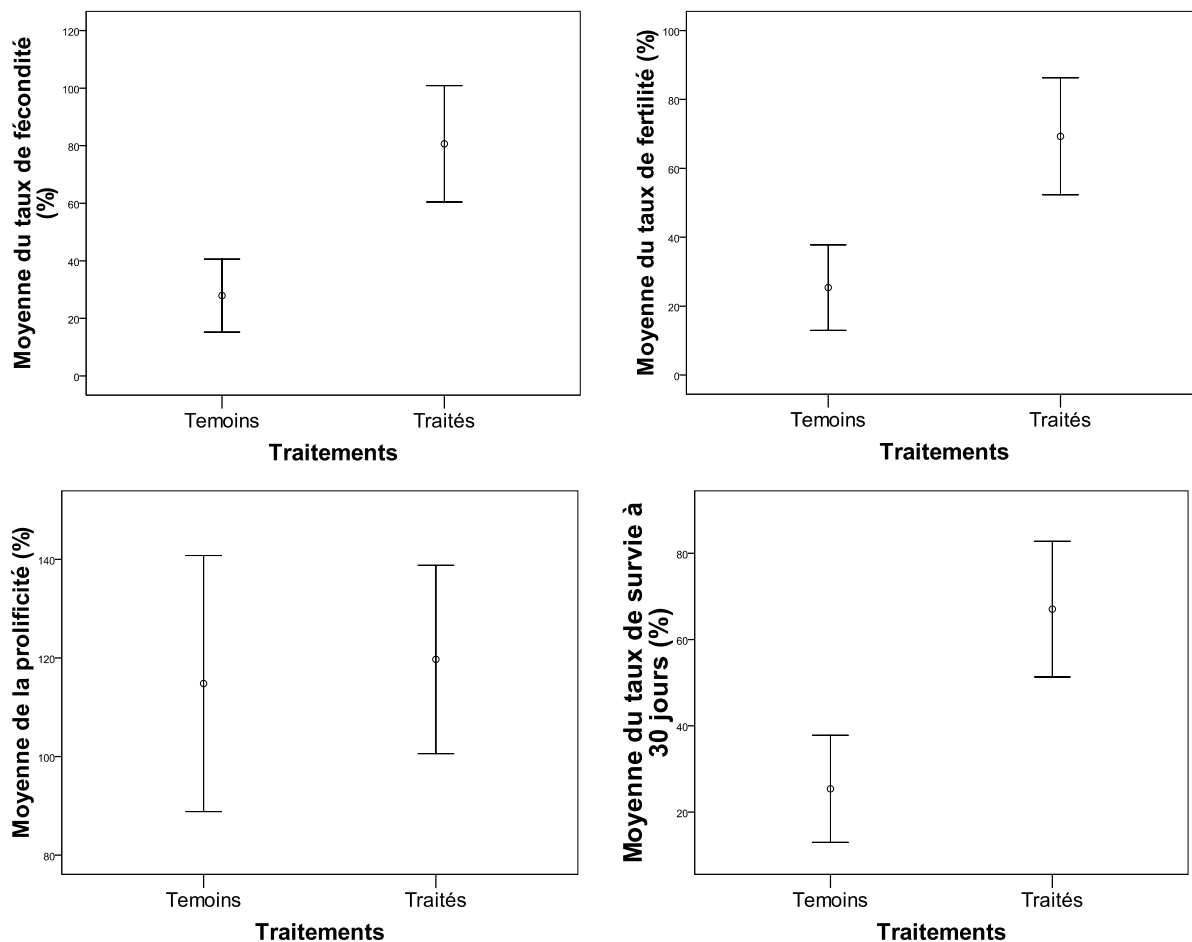 Moyenne du taux de fécondité
(%)
120
100
80
60
40
20
0
Temoins
Traités
Traitements
Moyenne du taux de fertilité (%)
100
80
60
40
20
0
Temoins
Traités
Traitements
Moyenne de la prolificité (%)
140
120
100
80
Temoins
Traités
Traitements
Moyenne du taux de survie à
30 jours (%)
80
60
40
20
Temoins
Traités
Traitements